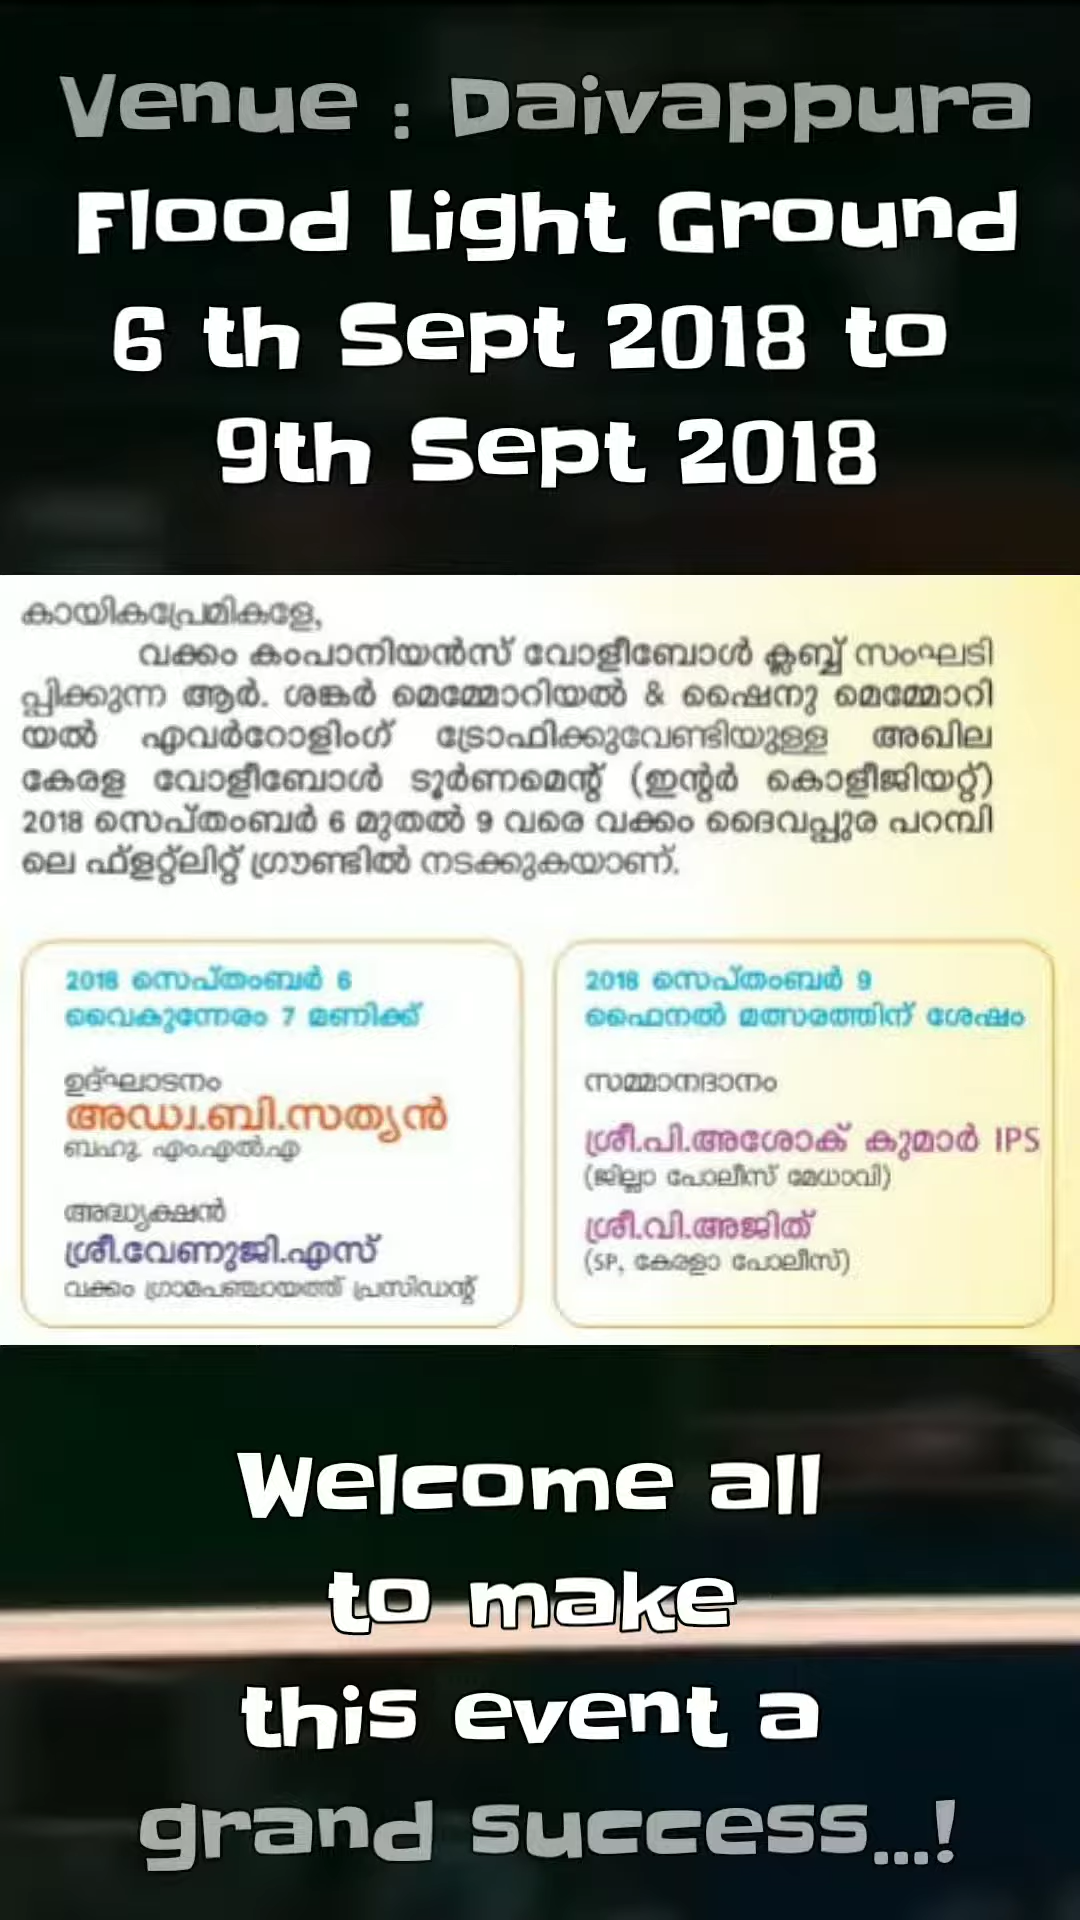 Venue : Daivappura
Flood Light Ground
6 th Sept 2018 to
9th Sept 2018
കായികപ്രേമികളേ,
വക്കം കംപാനിയൻസ് വോളീബോൾ ക്ലബ്ബ് സംഘടി
പ്പിക്കുന്ന ആർ. ശങ്കർ മെമ്മോറിയൽ & ഷൈനു മെമ്മോറി
യൽ എവർറോളിംഗ് ട്രോഫിക്കുവേണ്ടിയുള്ള അഖില
കേരള വോളീബോൾ ടൂർണമെന്റ് (ഇന്റർ കൊളീജിയറ്റ്)
2018 സെപ്തംബർ 6 മുതൽ 9 വരെ വക്കം ദൈവപ്പുര പറമ്പി
ലെ ഫ്ളറ്റ്ലിറ്റ് ഗ്രൗണ്ടിൽ നടക്കുകയാണ്.
2018 സെപ്തംബർ 6
വൈകുന്നേരം 7 മണിക്ക്
ഉദ്ഘാടനം
അഡ്വ.ബി.സത്യൻ
ബഹു. എം.എൽ.എ
അദ്ധ്യക്ഷൻ
ശ്രീ.വേണുജി.എസ്
വക്കം ഗ്രാമപഞ്ചായത്ത് പ്രസിഡന്റ്
2018 സെപ്തംബർ 9
ഫൈനൽ മത്സരത്തിന് ശേഷം
സമ്മാനദാനം
ശ്രീ.പി.അശോക് കുമാർ IPS
(ജില്ലാ പോലീസ് മേധാവി)
ശ്രീ.വി.അജിത്
(SP, കേരളാ പോലീസ്)
Welcome all
to make
this event a
grand success...!